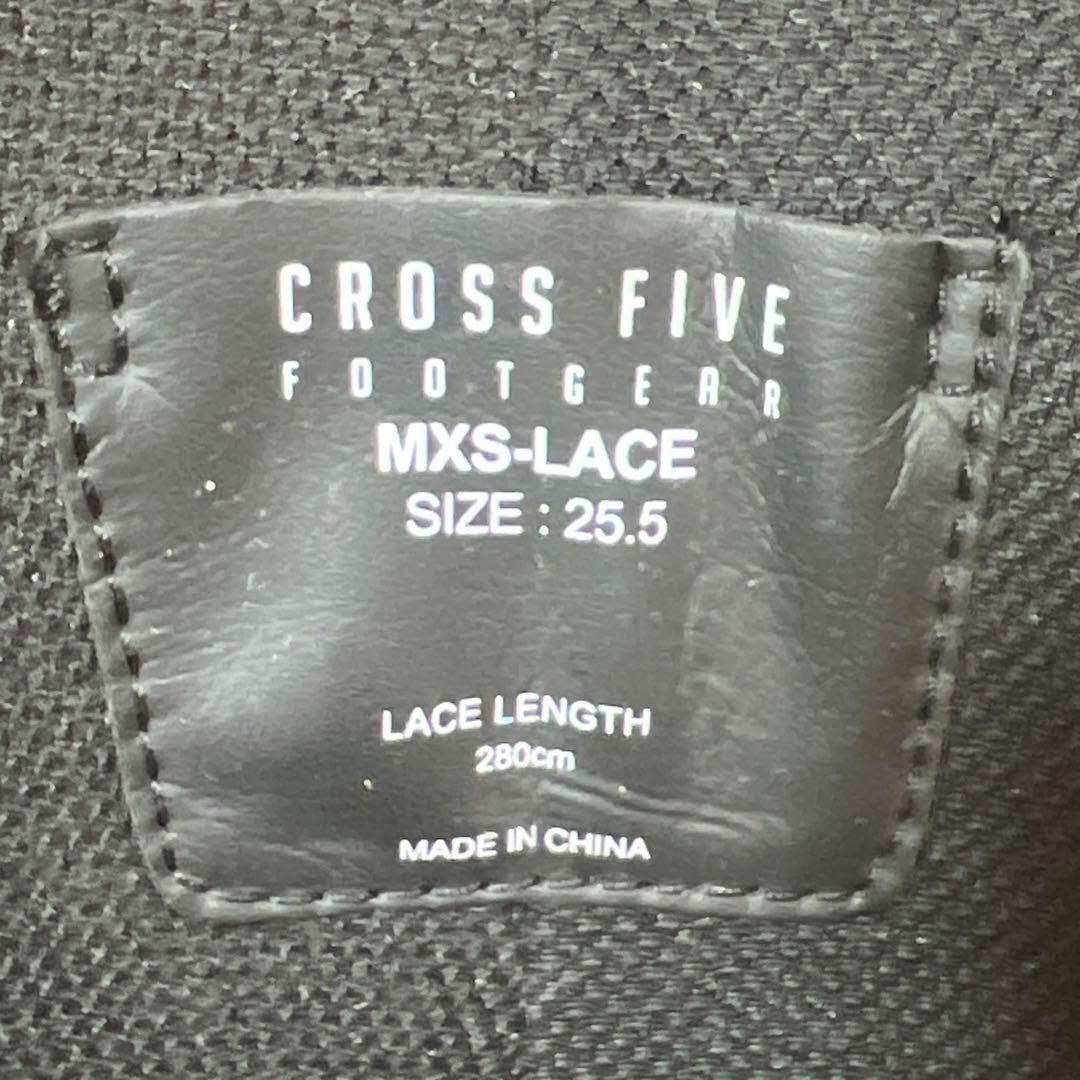 CROSS FIVE
FOOTGEAR
MXS-LACE
SIZE : 25.5
LACE LENGTH
280cm
MADE IN CHINA